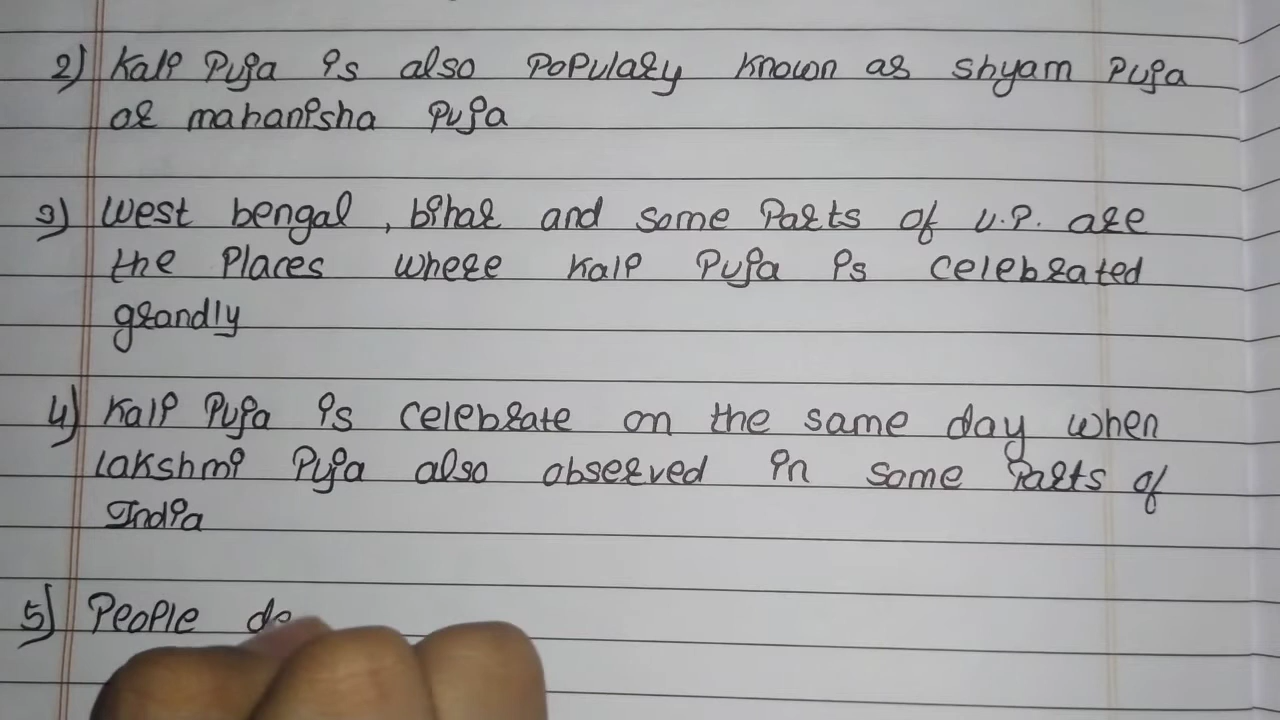 2) Kali Puja is also popularly known as shyam Puja
or mahanisha Puja
3) West bengal, bihar and some Parts of U.P. are
the Places where Kali Puja is celebrated
grandly
4) Kali Puja is celebrate on the same day when
lakshmi Puja also observed in some Parts of
India
5) People